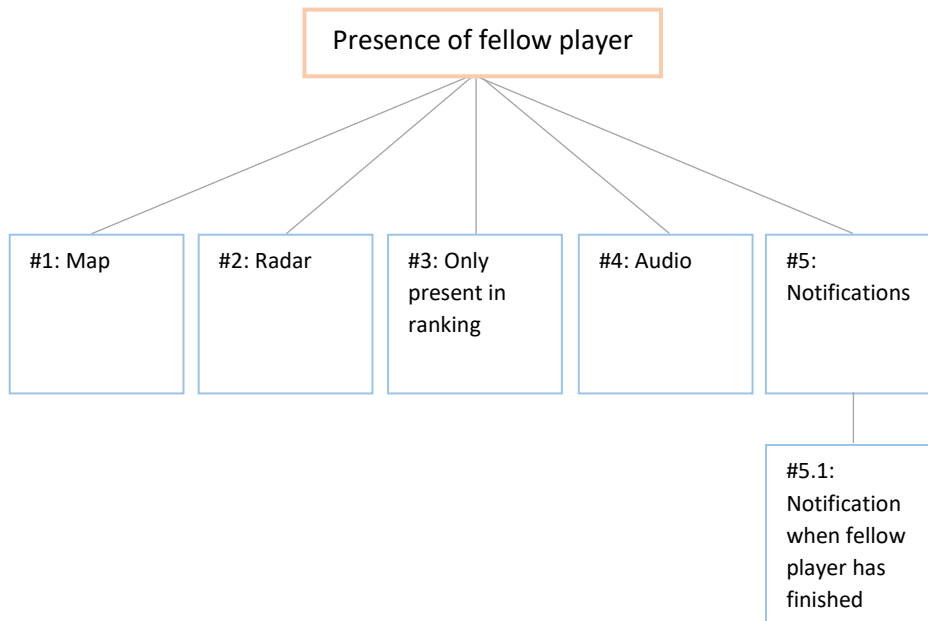 Presence of fellow player
#1: Map
#2: Radar
#3: Only
present in
ranking
#4: Audio
#5:
Notifications
#5.1:
Notification
when fellow
player has
finished